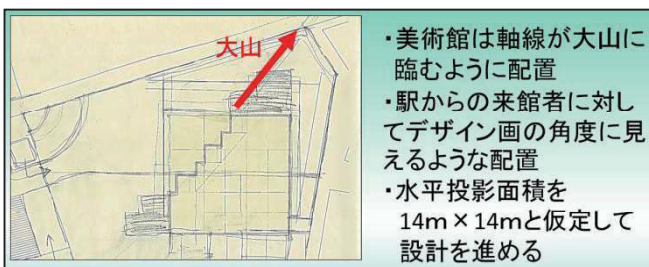 大山
・美術館は軸線が大山に
臨むように配置
・駅からの来館者に対し
てデザイン画の角度に見
えるような配置
・水平投影面積を
14m×14mと仮定して
設計を進める